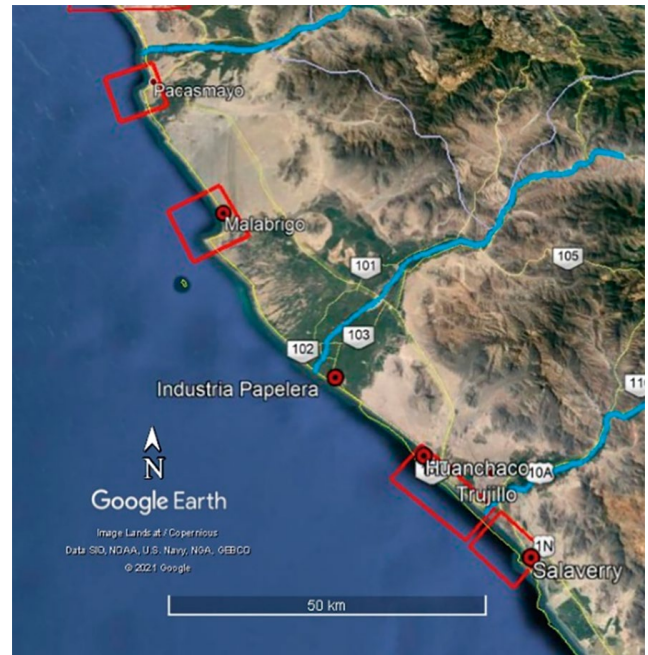 Pacasmayo
Malabrigo
101
105
102
103
Industria Papelera
110
Huanchaco
10A
Trujillo
1N
Salaverry
N
Google Earth
Image Landsat / Copernicus
Data SIO, NOAA, U.S. Navy, NGA, GEBCO
© 2021 Google
50 km